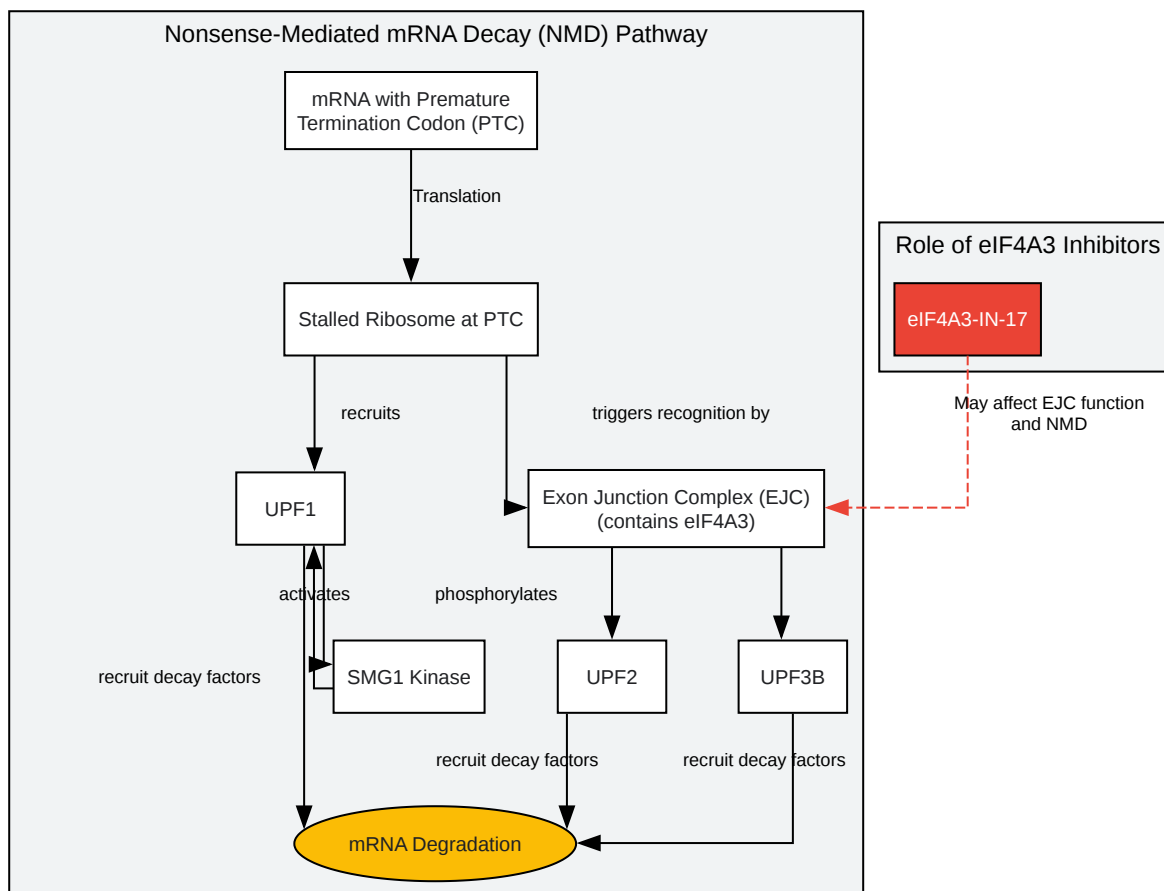 Nonsense-Mediated mRNA Decay (NMD) Pathway
mRNA with Premature
Termination Codon (PTC)
Translation
Role of eIF4A3 Inhibitors
Stalled Ribosome at PTC
eIF4A3-IN-17
recruits
triggers recognition by
May affect EJC function
and NMD
UPF1
Exon Junction Complex (EJC)
(contains eIF4A3)
activates
phosphorylates
recruit decay factors
SMG1 Kinase
UPF2
UPF3B
recruit decay factors
recruit decay factors
mRNA Degradation